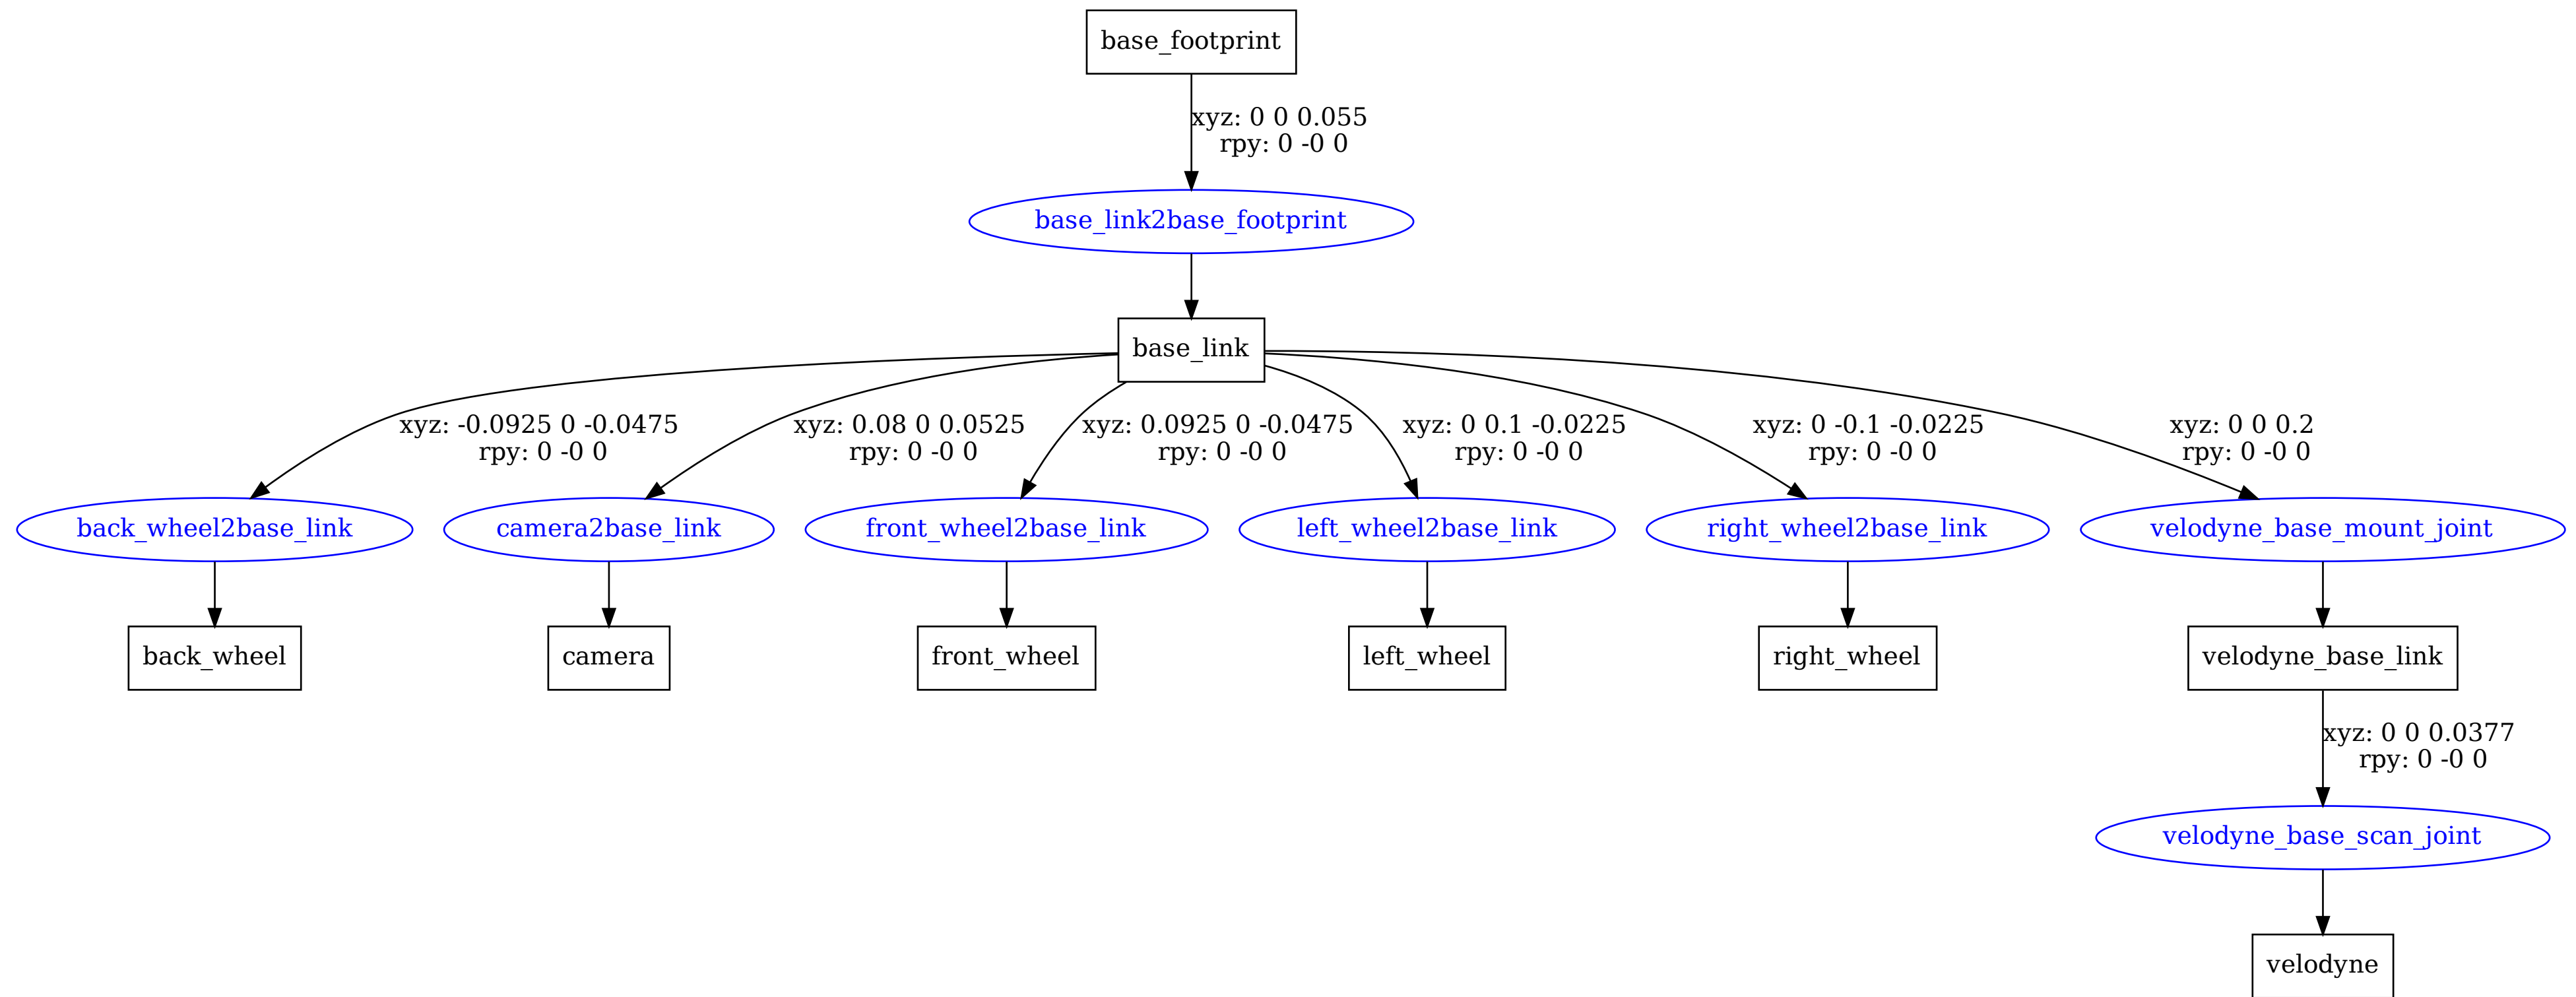 base_footprint
xyz: 0 0 0.055
rpy: 0 -0 0
base_link2base_footprint
base_link
xyz: -0.0925 0 -0.0475
rpy: 0 -0 0
xyz: 0.08 0 0.0525
rpy: 0 -0 0
xyz: 0.0925 0 -0.0475
rpy: 0 -0 0
xyz: 0 0.1 -0.0225
rpy: 0 -0 0
xyz: 0 -0.1 -0.0225
rpy: 0 -0 0
xyz: 0 0 0.2
rpy: 0 -0 0
back_wheel2base_link
camera2base_link
front_wheel2base_link
left_wheel2base_link
right_wheel2base_link
velodyne_base_mount_joint
back_wheel
camera
front_wheel
left_wheel
right_wheel
velodyne_base_link
xyz: 0 0 0.0377
rpy: 0 -0 0
velodyne_base_scan_joint
velodyne